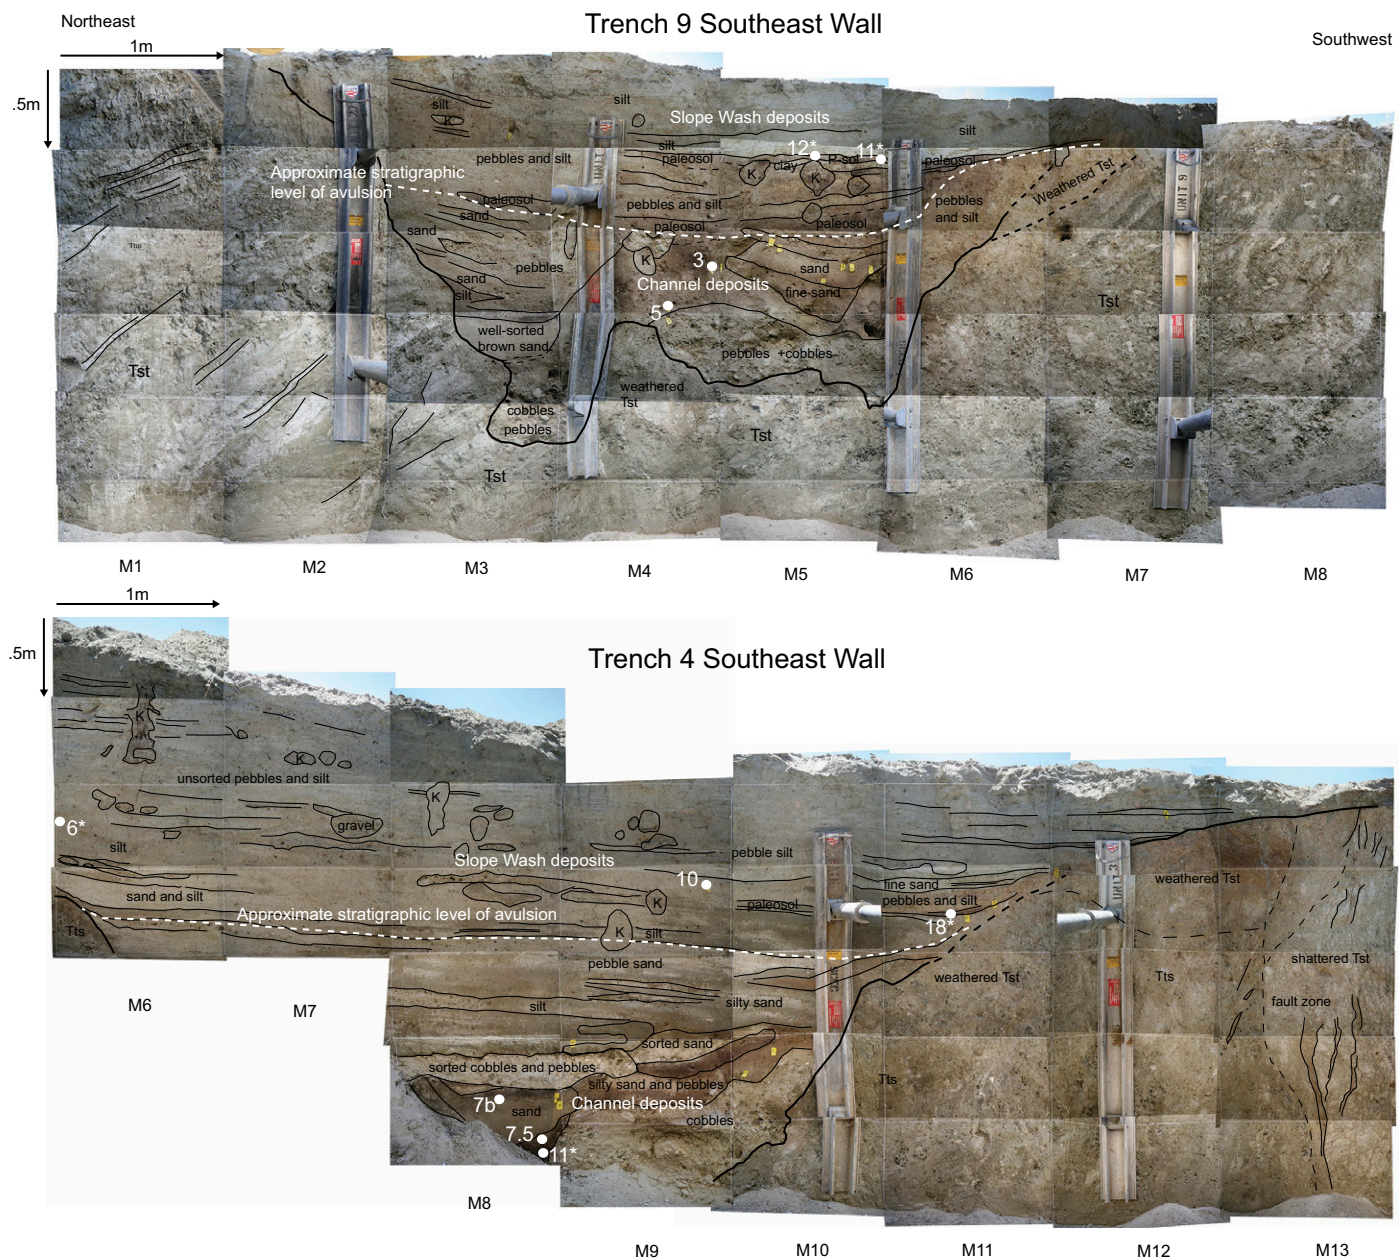 Northeast
Trench 9 Southeast Wall
Southwest
1m
.5m
silt
K
silt
Slope Wash deposits
silt
silt
paleosol
12*
11*
pebbles and silt
clay
P-sol
paleosol
K
K
Approximate stratigraphic
level of avulsion
Weathered Tst
UNIT
UNIT 9
paleosol
sand
pebbles and silt
pebbles
and silt
paleosol
paleosol
sand
Tm
K
3
pebbles
sand
sand
Channel deposits
fine sand
silt
Tst
5
well-sorted
brown sand
pebbles +cobbles
Tst
weathered
Tst
cobbles
pebbles
Tst
Tst
M1
M2
M3
M4
M5
M6
M7
M8
1m
.5m
Trench 4 Southeast Wall
K
K
unsorted pebbles and silt
K
6*
gravel
silt
pebble silt
Slope Wash deposits
10
fine sand
weathered Tst
sand and silt
K
paleosol
pebbles and silt
Approximate stratigraphic level of avulsion
18*
Tts
K
silt
pebble sand
shattered Tst
weathered Tst
Tts
silt
silty sand
fault zone
sorted sand
sorted cobbles and pebbles
silty sand and pebbles
Tts
7b
sand
Channel deposits
cobbles
7.5
11*
M6
M7
M8
M9
M10
M11
M12
M13